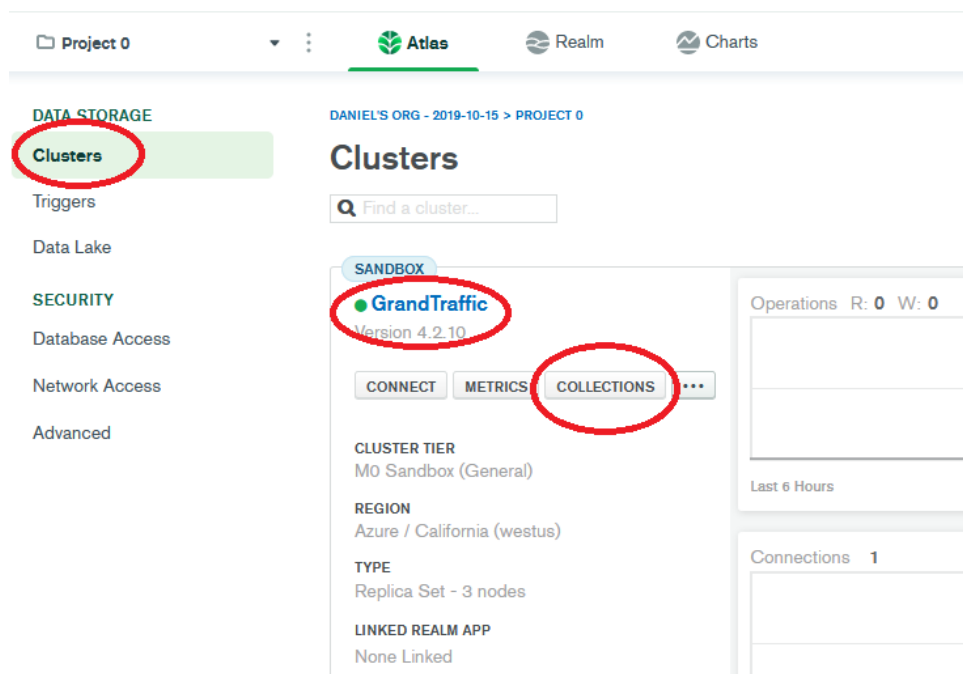 Project 0
Atlas
Realm
Charts
DATA STORAGE
Clusters
Triggers
Data Lake
SECURITY
Database Access
Network Access
Advanced
DANIEL'S ORG - 2019-10-15 > PROJECT 0
Clusters
Find a cluster...
SANDBOX
GrandTraffic
Version 4.2.10
CONNECT METRICS COLLECTIONS ...
CLUSTER TIER
M0 Sandbox (General)
REGION
Azure / California (westus)
TYPE
Replica Set - 3 nodes
LINKED REALM APP
None Linked
Operations R: 0 W: 0
Last 6 Hours
Connections 1